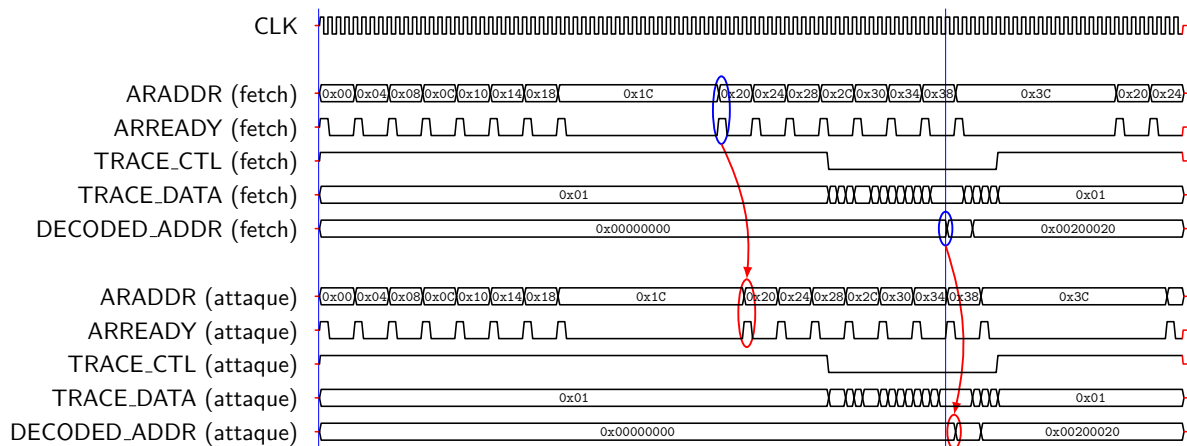 CLK
ARADDR (fetch) 0x00 0x04 0x08 0x0C 0x10 0x14 0x18 0x1C 0x20 0x24 0x28 0x2C 0x30 0x34 0x38 0x3C 0x20 0x24
ARREADY (fetch)
TRACE_CTL (fetch)
TRACE_DATA (fetch) 0x01 0x01
DECODED_ADDR (fetch) 0x00000000 0x00200020
ARADDR (attaque) 0x00 0x04 0x08 0x0C 0x10 0x14 0x18 0x1C 0x20 0x24 0x28 0x2C 0x30 0x34 0x38 0x3C
ARREADY (attaque)
TRACE_CTL (attaque)
TRACE_DATA (attaque) 0x01 0x01
DECODED_ADDR (attaque) 0x00000000 0x00200020